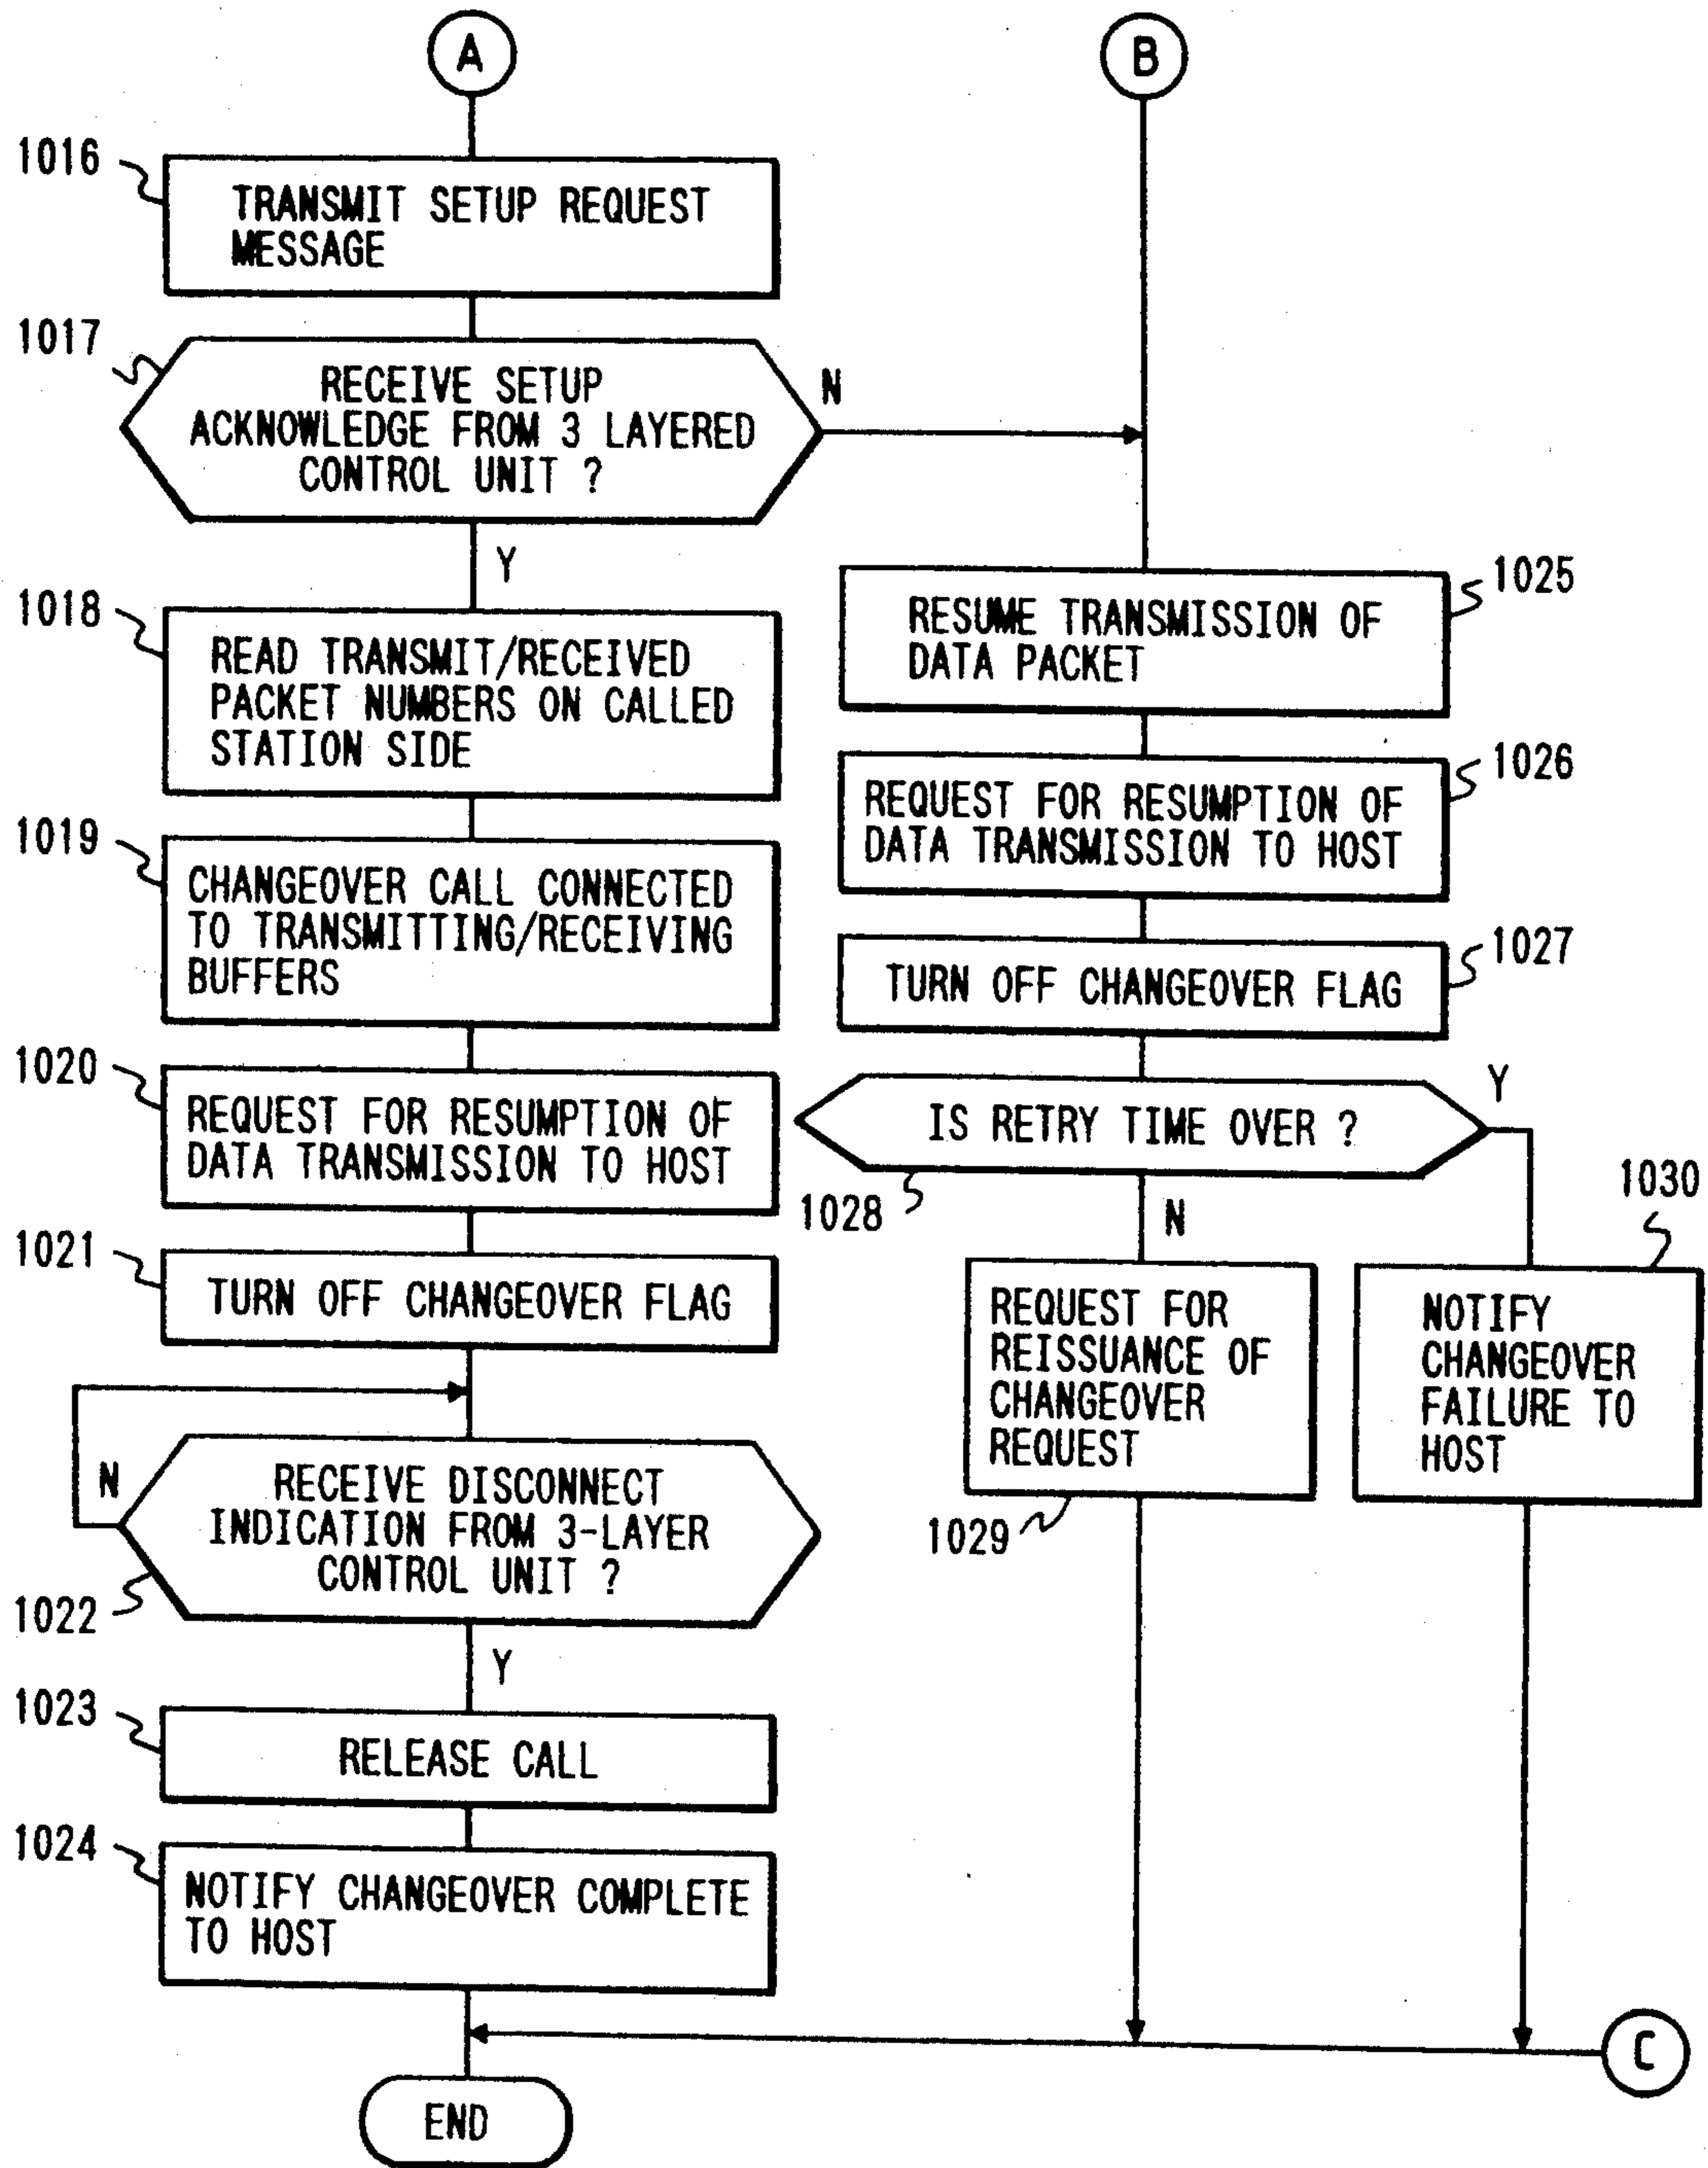 A
B
1016
TRANSMIT SETUP REQUEST
MESSAGE
1017
RECEIVE SETUP
ACKNOWLEDGE FROM 3 LAYERED
CONTROL UNIT ?
N
Y
1018
READ TRANSMIT/RECEIVED
PACKET NUMBERS ON CALLED
STATION SIDE
1019
CHANGEOVER CALL CONNECTED
TO TRANSMITTING/RECEIVING
BUFFERS
1020
REQUEST FOR RESUMPTION OF
DATA TRANSMISSION TO HOST
1021
TURN OFF CHANGEOVER FLAG
N
RECEIVE DISCONNECT
INDICATION FROM 3-LAYER
CONTROL UNIT ?
1022
Y
1023
RELEASE CALL
1024
NOTIFY CHANGEOVER COMPLETE
TO HOST
1025
RESUME TRANSMISSION OF
DATA PACKET
1026
REQUEST FOR RESUMPTION OF
DATA TRANSMISSION TO HOST
1027
TURN OFF CHANGEOVER FLAG
Y
IS RETRY TIME OVER ?
1028
N
1030
REQUEST FOR
REISSUANCE OF
CHANGEOVER
REQUEST
1029
NOTIFY
CHANGEOVER
FAILURE TO
HOST
C
END